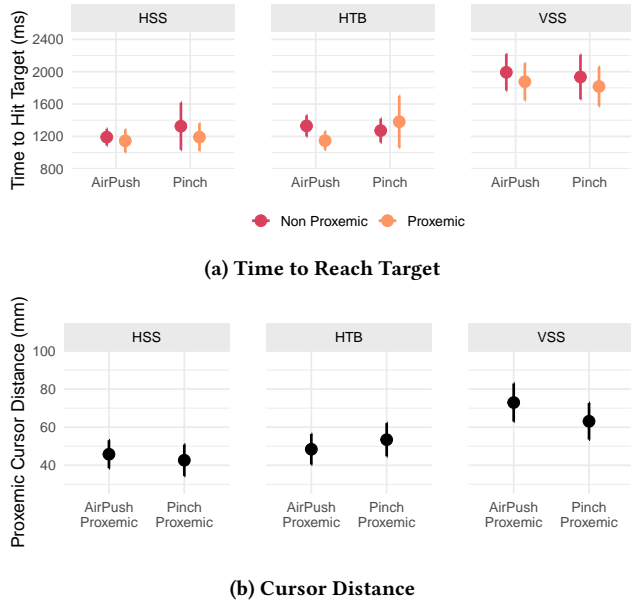 HSS HTB VSS
Time to Hit Target (ms)
2400
2000
1600
1200
800
AirPush Pinch AirPush Pinch AirPush Pinch
Non Proxemic Proxemic
(a) Time to Reach Target
HSS HTB VSS
Proxemic Cursor Distance (mm)
100
80
60
40
AirPush Pinch AirPush Pinch AirPush Pinch
Proxemic Proxemic Proxemic Proxemic Proxemic Proxemic
(b) Cursor Distance